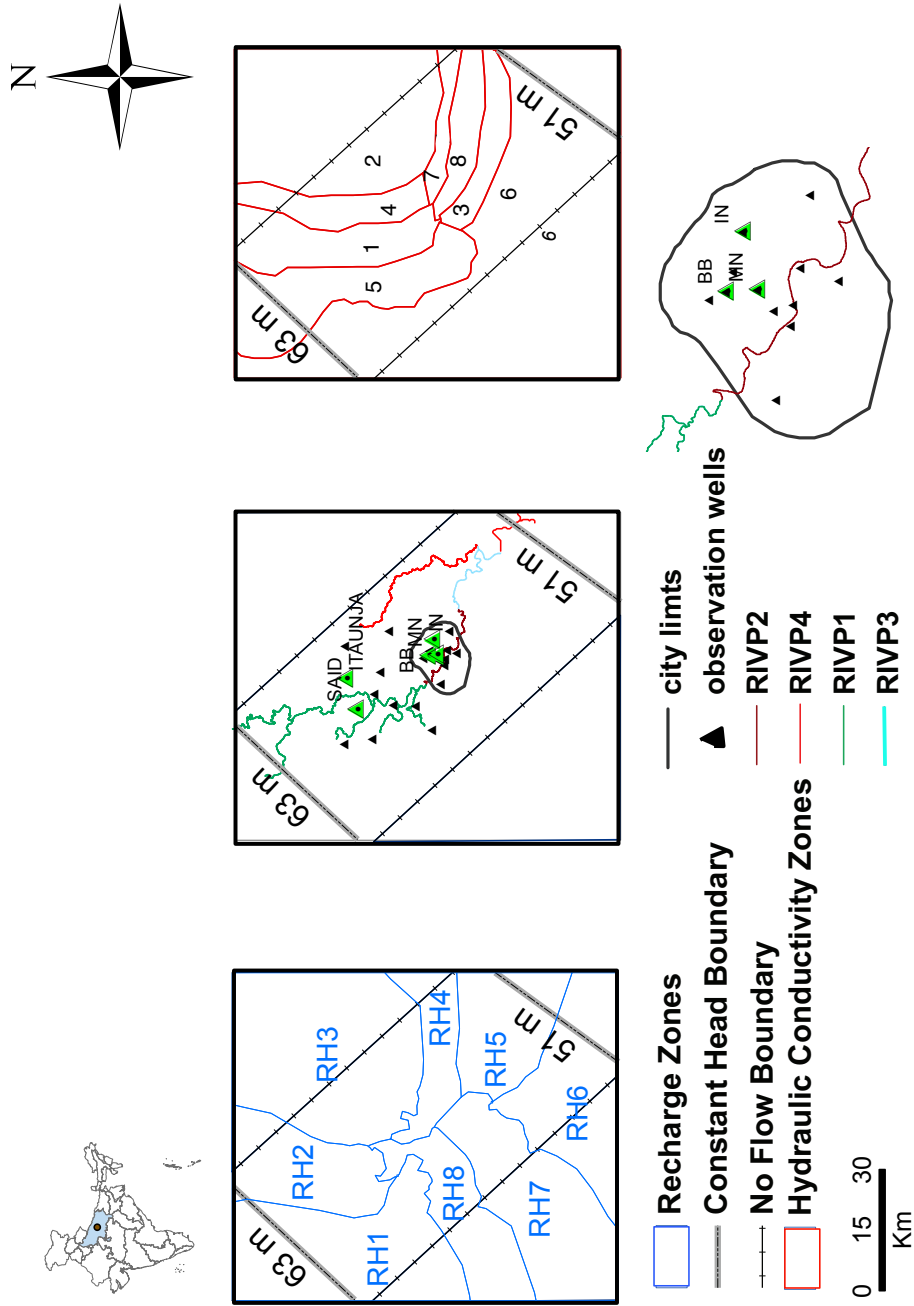 N
63 m
RH1
RH2
RH3
RH4
RH5
RH6
RH7
RH8
51 m
63 m
SAID
ITAUNJA
BB
MN
IN
51 m
63 m
5
1
4
2
7
8
3
6
6
51 m
BB
MN
IN
Recharge Zones
Constant Head Boundary
No Flow Boundary
Hydraulic Conductivity Zones
city limts
observation wells
RIVP2
RIVP4
RIVP1
RIVP3
0 15 30
Km